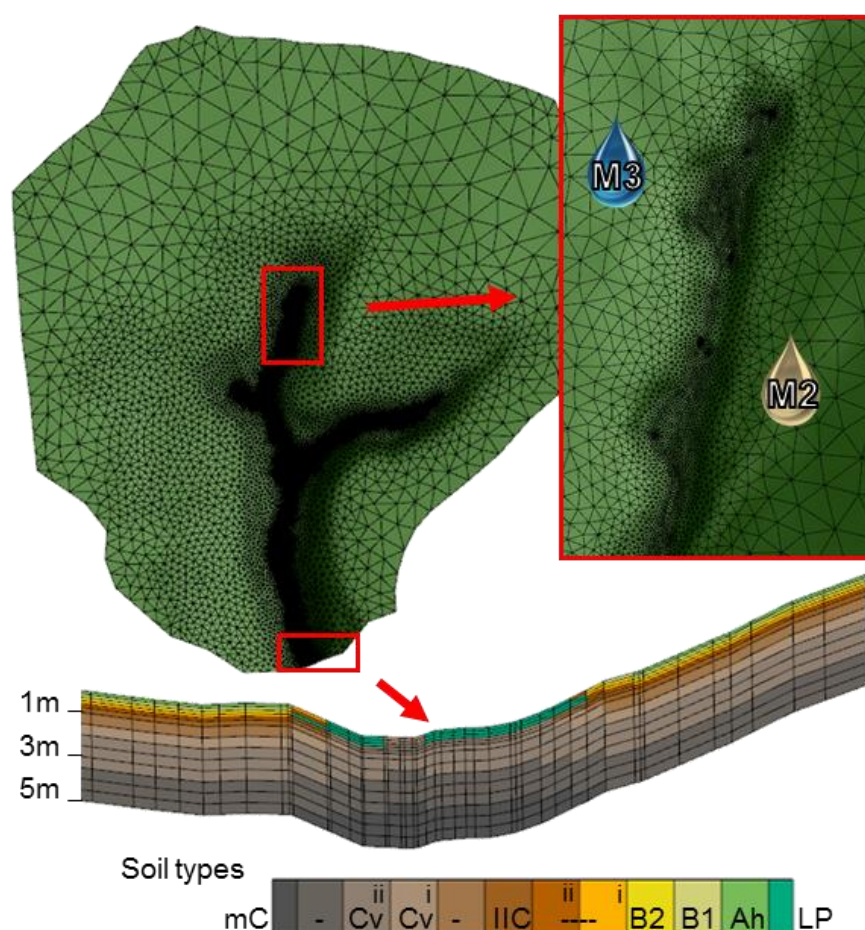 M3
M2
1m
3m
5m
Soil types
ii i ii i
mC - Cv Cv - IIC ---- B2 B1 Ah LP